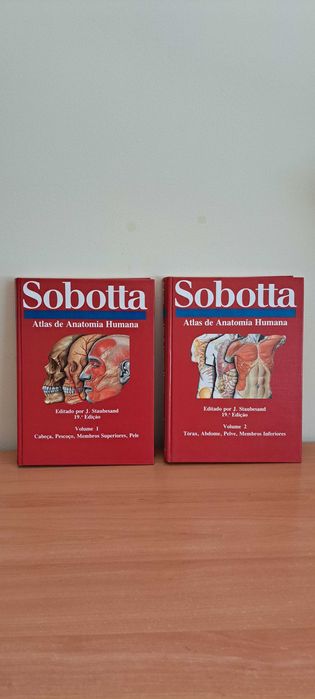 Sobotta
Atlas de Anatomia Humana
Editado por J. Staubesand
19.ª Edição
Volume 1
Cabeça, Pescoço, Membros Superiores, Pele
Sobotta
Atlas de Anatomia Humana
Editado por J. Staubesand
19.ª Edição
Volume 2
Tórax, Abdome, Pelve, Membros Inferiores